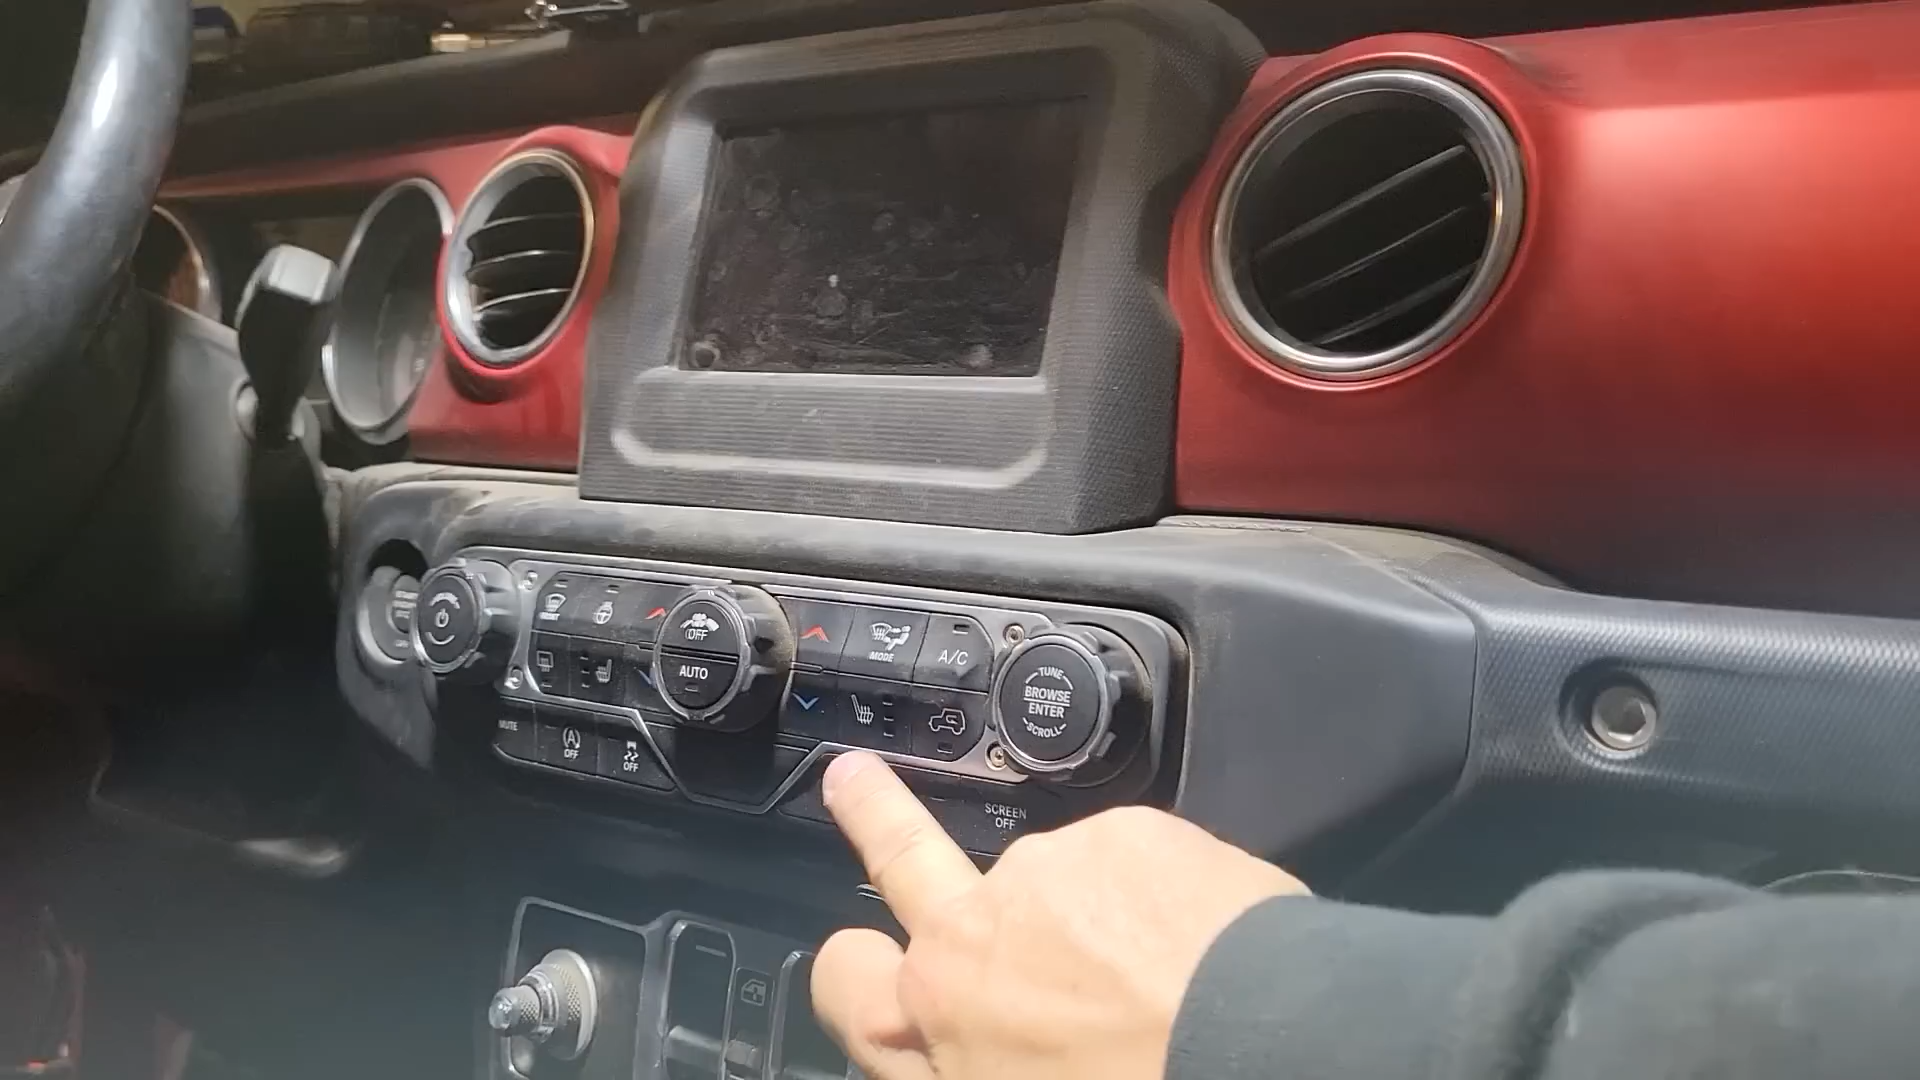 OFF
AUTO
MODE
A/C
TUNE
BROWSE
ENTER
SCROLL
MUTE
A
OFF
OFF
SCREEN
OFF